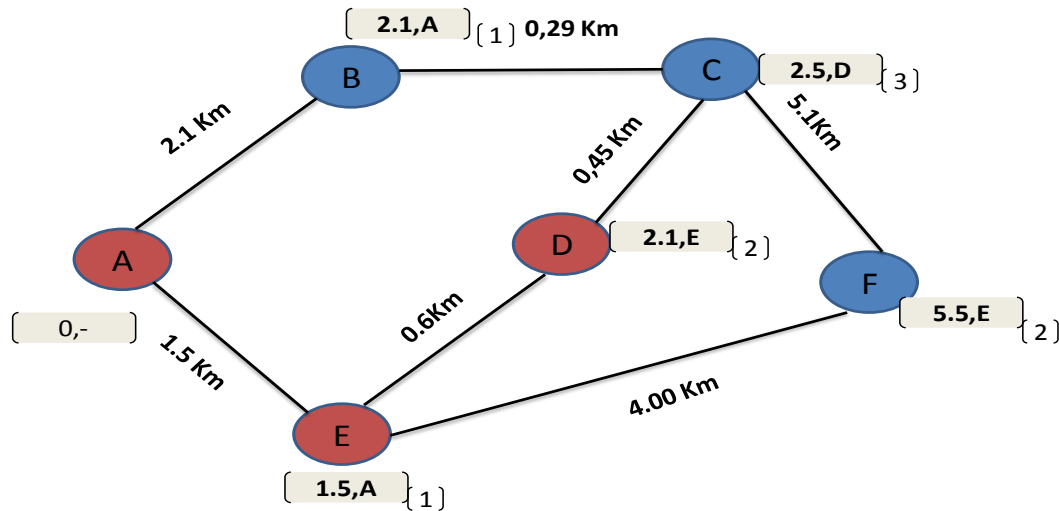 2.1,A
(1)
0,29 Km
B
C
2.5,D
(3)
2.1 Km
5.1Km
0,45 Km
A
D
2.1,E
(2)
F
0,-
0.6Km
5.5,E
(2)
1.5 Km
4.00 Km
E
1.5,A
(1)